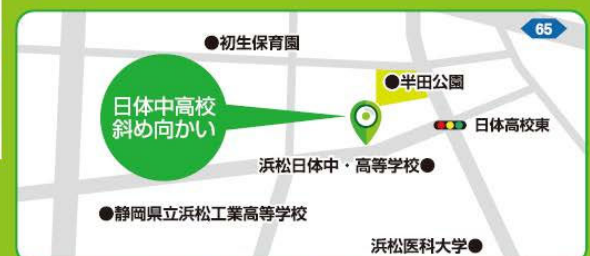 65
●初生保育園
●半田公園
日体中高校
斜め向かい
日体高校東
浜松日体中・高等学校●
●静岡県立浜松工業高等学校
浜松医科大学●